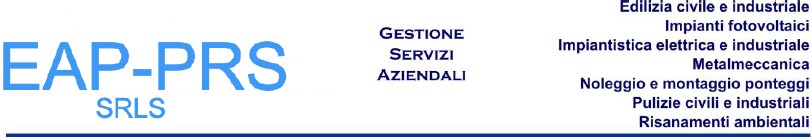 EAP-PRS
SRLS
GESTIONE
SERVIZI
AZIENDALI
Edilizia civile e industriale
Impianti fotovoltaici
Impiantistica elettrica e industriale
Metalmeccanica
Noleggio e montaggio ponteggi
Pulizie civili e industriali
Risanamenti ambientali